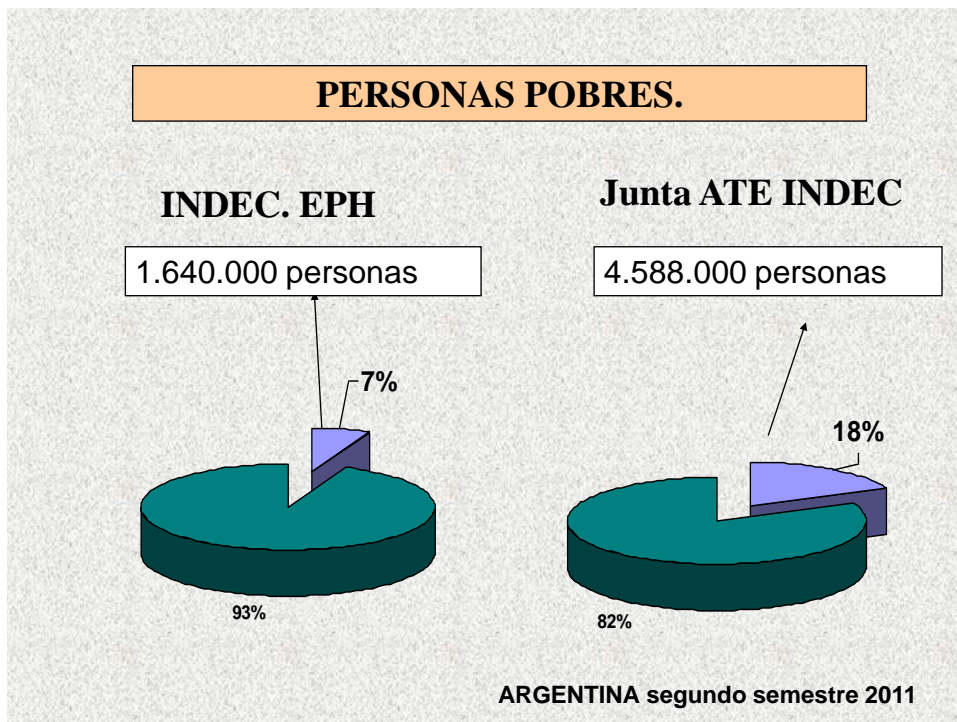 PERSONAS POBRES.
INDEC. EPH
1.640.000 personas
7%
93%
Junta ATE INDEC
4.588.000 personas
18%
82%
ARGENTINA segundo semestre 2011